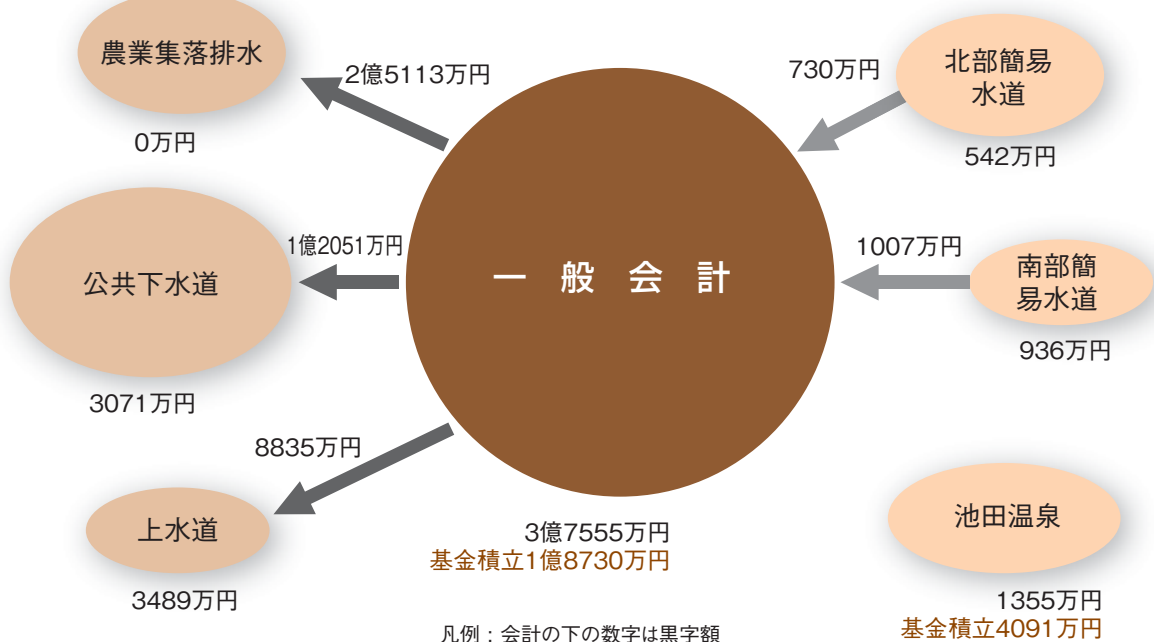 農業集落排水
2億5113万円
0万円
1億2051万円
公共下水道
3071万円
8835万円
上水道
3489万円
一般会計
3億7555万円
基金積立1億8730万円
730万円
北部簡易
水道
542万円
1007万円
南部簡
易水道
936万円
池田温泉
1355万円
基金積立4091万円
凡例：会計の下の数字は黒字額